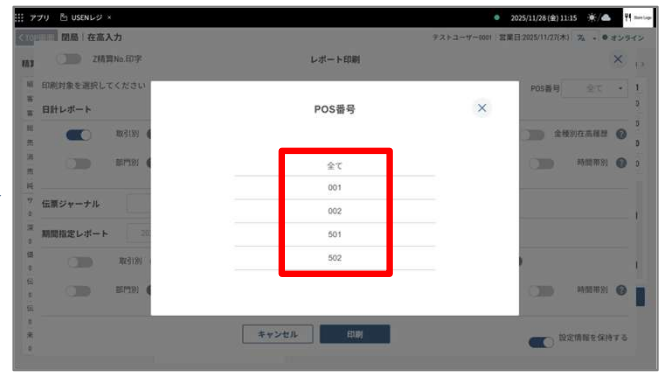 アプリ USENレジ ×
2025/11/28(金) 11:15
閉局 在高入力
テストユーザー0001 営業日:2025/11/27(木) オンライン
Z精算No.印字 レポート印刷
印刷対象を選択してください POS番号 全て
日計レポート
POS番号
取引別 金種別在高履歴
部門別 時間帯別
全て
001
002
501
502
伝票ジャーナル
期間指定レポート
取引別
部門別 時間帯別
キャンセル 印刷
設定情報を保持する